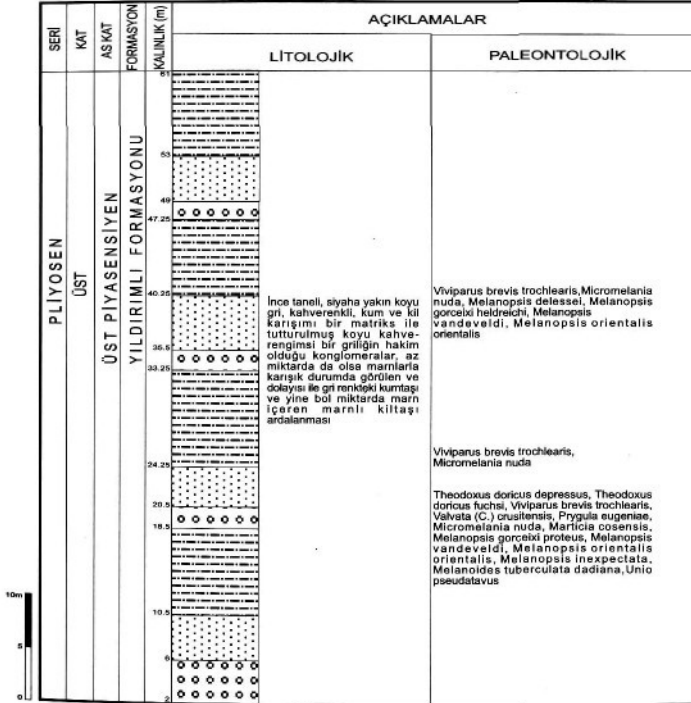 SERİ
KAT
AS KAT
FORMASYON
KALINLIK (m)
AÇIKLAMALAR
LİTOLOJİK
PALEONTOLOJİK
PLİYOSEN
ÜST
ÜST PİYASENSİYEN
YILDIRIMLI FORMASYONU
61
53
49
47.25
40.25
35.5
33.25
24.25
20.5
18.5
10.5
6
2
İnce taneli, siyaha yakın koyu
gri, kahverenkli, kum ve kil
karışımı bir matriks ile
tutturulmuş koyu kahve-
rengimsi bir griliğin hakim
olduğu konglomeralar, az
miktarda da olsa marnlarla
karışık durumda görülen ve
dolayısı ile gri renkteki kumtaşı
ve yine bol miktarda marn
içeren marnlı kiltaşı
ardalanması
Viviparus brevis trochlearis,Micromelania
nuda, Melanopsis delessei, Melanopsis
gorceixi heldreichi, Melanopsis
vandeveldi, Melanopsis orientalis
orientalis
Viviparus brevis trochlearis,
Micromelania nuda
Theodoxus doricus depressus, Theodoxus
doricus fuchsi, Viviparus brevis trochlearis,
Valvata (C.) crusitensis, Prygula eugeniae,
Micromelania nuda, Marticia cosensis,
Melanopsis gorceixi proteus, Melanopsis
vandeveldi, Melanopsis orientalis
orientalis, Melanopsis inexpectata,
Melanoides tuberculata dadiana,Unio
pseudatavus
10m
5
0